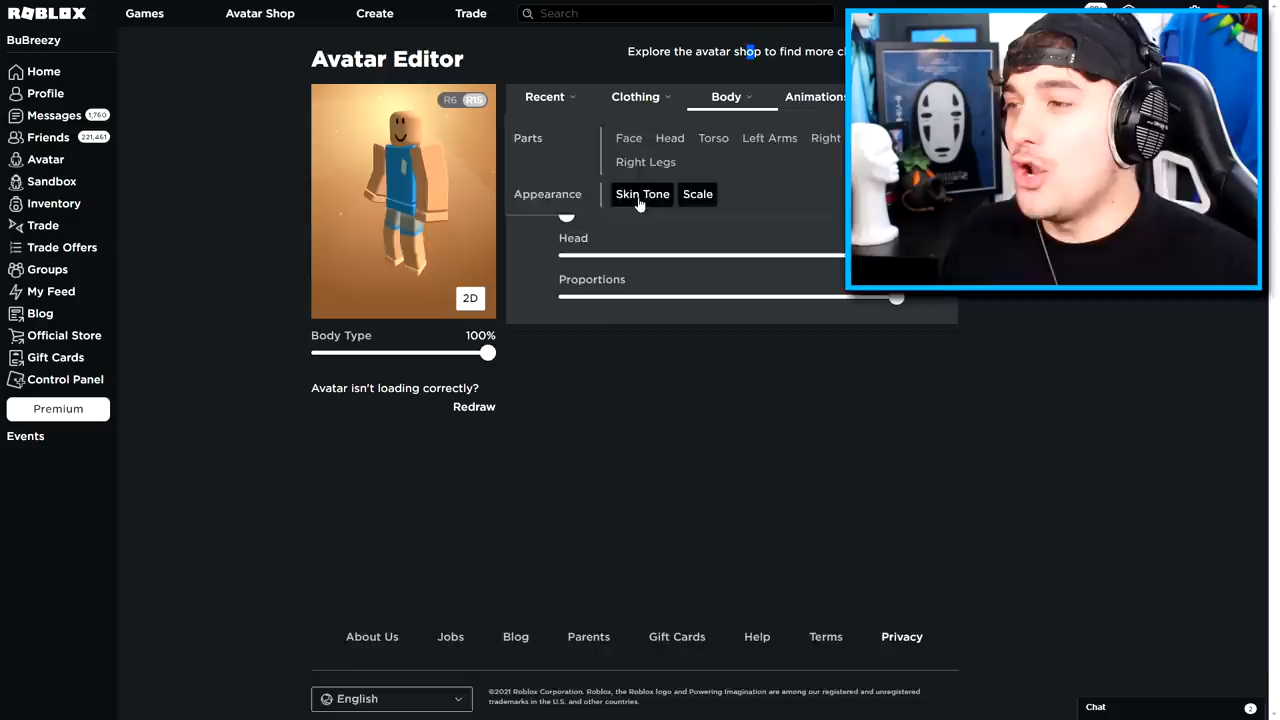 ROBLOX
Games
Avatar Shop
Create
Trade
Search
BuBreezy
Home
Profile
Messages 1,760
Friends 221,461
Avatar
Sandbox
Inventory
Trade
Trade Offers
Groups
My Feed
Blog
Official Store
Gift Cards
Control Panel
Premium
Events
Avatar Editor
Explore the avatar shop to find more
R6 R15
2D
Body Type 100%
Avatar isn't loading correctly?
Redraw
Recent
Clothing
Body
Animations
Parts
Face Head Torso Left Arms Right
Right Legs
Appearance
Skin Tone Scale
Head
Proportions
About Us Jobs Blog Parents Gift Cards Help Terms Privacy
English
©2021 Roblox Corporation. Roblox, the Roblox logo and Powering Imagination are among our registered and unregistered
trademarks in the U.S. and other countries.
Chat 2